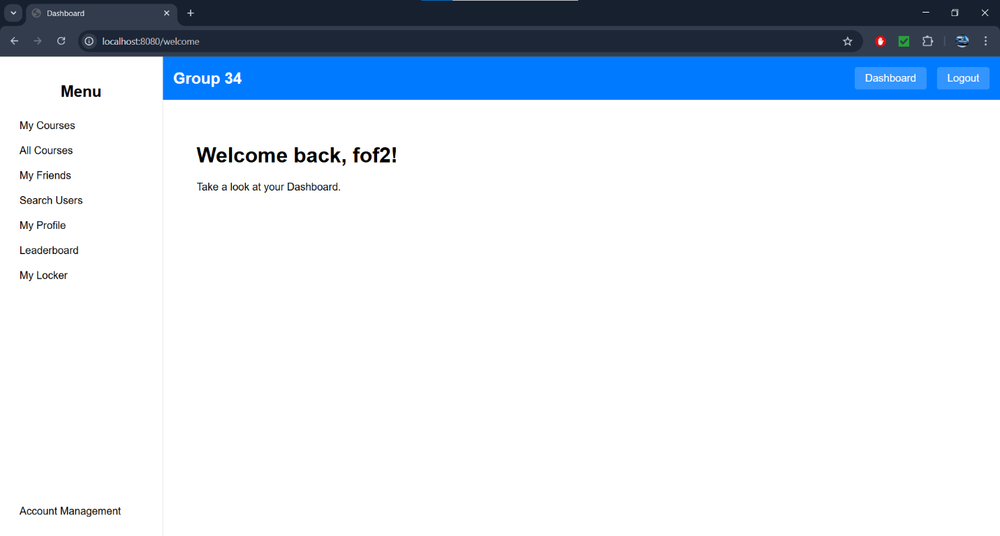 Dashboard
localhost:8080/welcome
Menu
My Courses
All Courses
My Friends
Search Users
My Profile
Leaderboard
My Locker
Account Management
Group 34
Dashboard
Logout
Welcome back, fof2!
Take a look at your Dashboard.